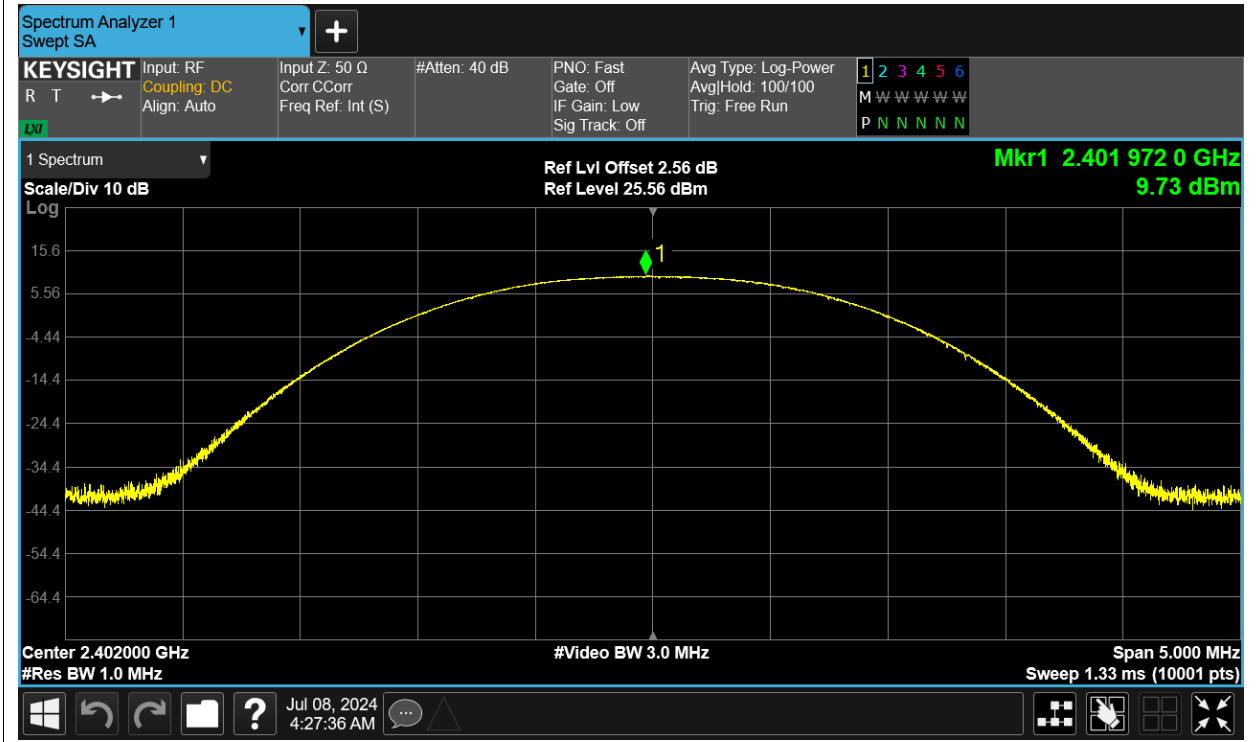 Spectrum Analyzer 1
Swept SA
KEYSIGHT
R T
LXI
Input: RF
Coupling: DC
Align: Auto
Input Z: 50 Ω
Corr CCorr
Freq Ref: Int (S)
#Atten: 40 dB
PNO: Fast
Gate: Off
IF Gain: Low
Sig Track: Off
Avg Type: Log-Power
Avg|Hold: 100/100
Trig: Free Run
1 2 3 4 5 6
M W W W W W
P N N N N N
1 Spectrum
Scale/Div 10 dB
Log
Ref Lvl Offset 2.56 dB
Ref Level 25.56 dBm
Mkr1 2.401 972 0 GHz
9.73 dBm
1
15.6
5.56
-4.44
-14.4
-24.4
-34.4
-44.4
-54.4
-64.4
Center 2.402000 GHz
#Video BW 3.0 MHz
Span 5.000 MHz
#Res BW 1.0 MHz
Sweep 1.33 ms (10001 pts)
?
Jul 08, 2024
4:27:36 AM